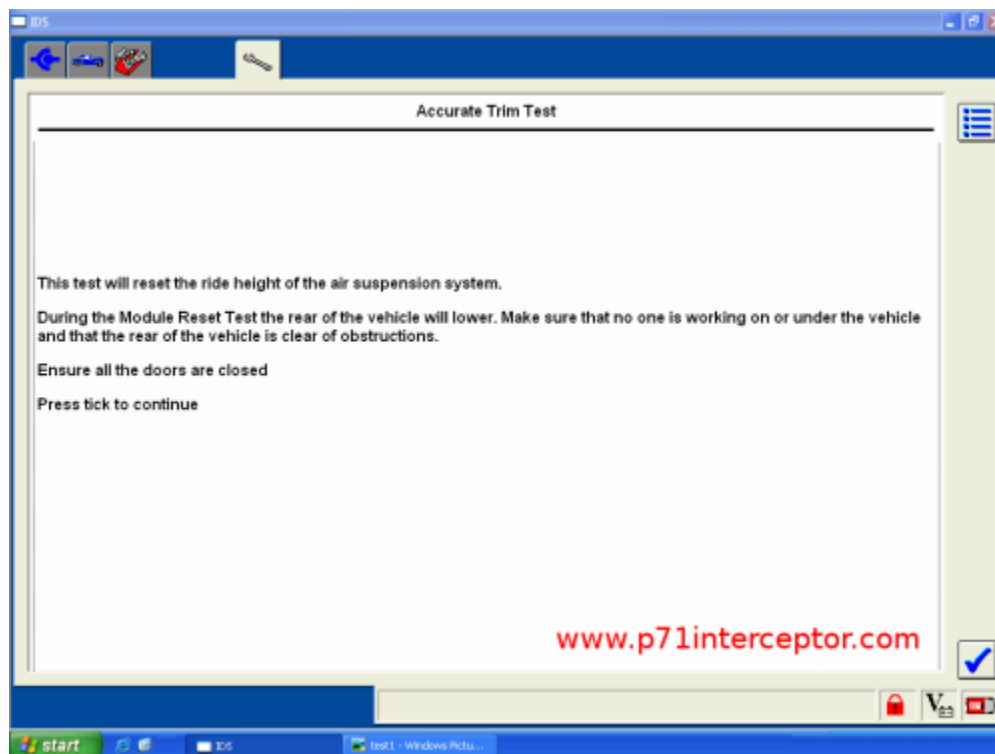 IDS
Accurate Trim Test
This test will reset the ride height of the air suspension system.
During the Module Reset Test the rear of the vehicle will lower. Make sure that no one is working on or under the vehicle
and that the rear of the vehicle is clear of obstructions.
Ensure all the doors are closed
Press tick to continue
www.p71interceptor.com
V
start
IDS
test1 - Windows Pictu...